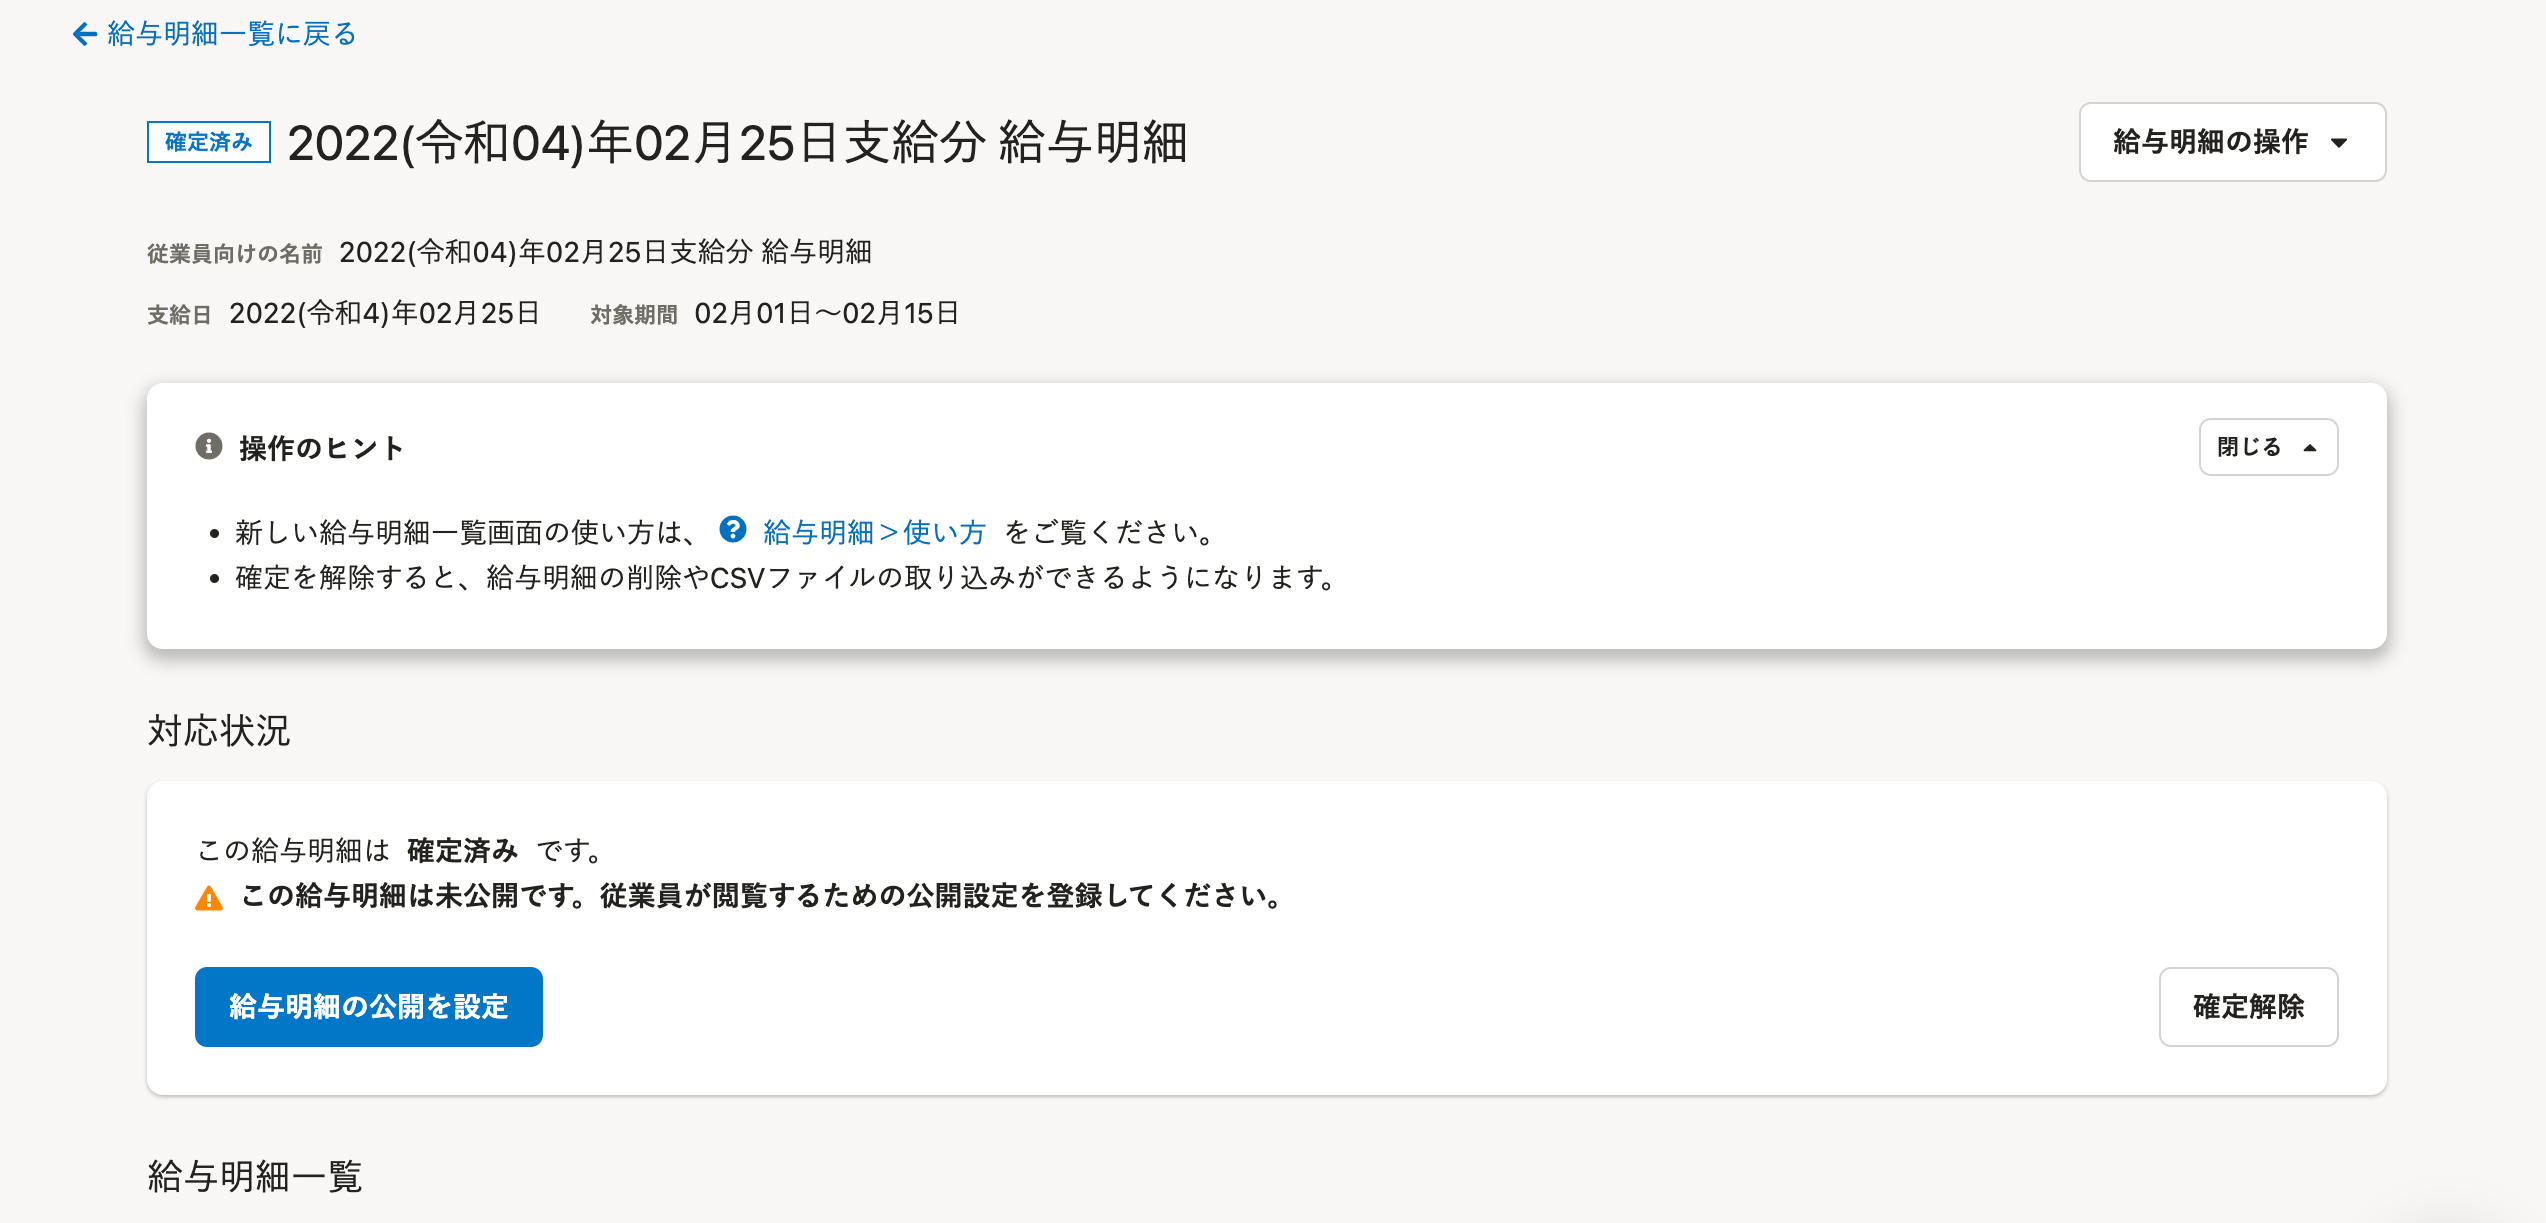 給与明細一覧に戻る
確定済み 2022(令和04)年02月25日支給分 給与明細
給与明細の操作
従業員向けの名前 2022(令和04)年02月25日支給分 給与明細
支給日 2022(令和4)年02月25日 対象期間 02月01日〜02月15日
操作のヒント
閉じる
• 新しい給与明細一覧画面の使い方は、 給与明細＞使い方 をご覧ください。
• 確定を解除すると、給与明細の削除やCSVファイルの取り込みができるようになります。
対応状況
この給与明細は 確定済み です。
この給与明細は未公開です。従業員が閲覧するための公開設定を登録してください。
給与明細の公開を設定
確定解除
給与明細一覧